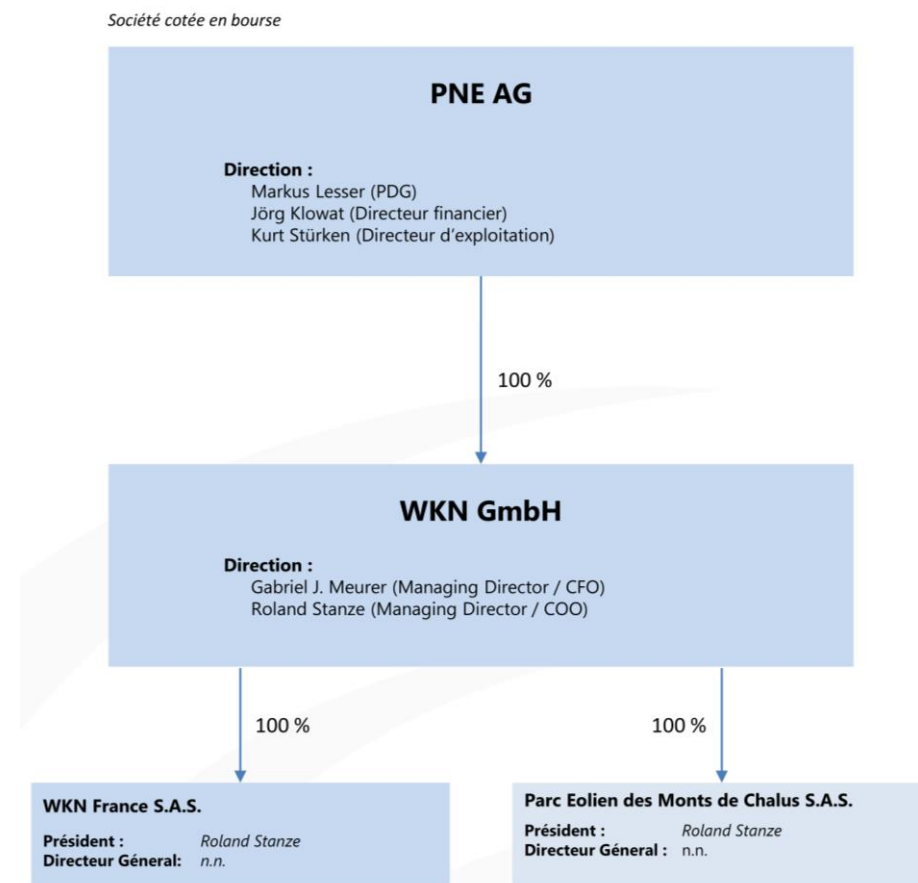 Société cotée en bourse
PNE AG
Direction :
Markus Lesser (PDG)
Jörg Klowat (Directeur financier)
Kurt Stürken (Directeur d'exploitation)
100 %
WKN GmbH
Direction :
Gabriel J. Meurer (Managing Director / CFO)
Roland Stanze (Managing Director / COO)
100 %
100 %
WKN France S.A.S.
Président : Roland Stanze
Directeur Géneral: n.n.
Parc Eolien des Monts de Chalus S.A.S.
Président : Roland Stanze
Directeur Géneral : n.n.